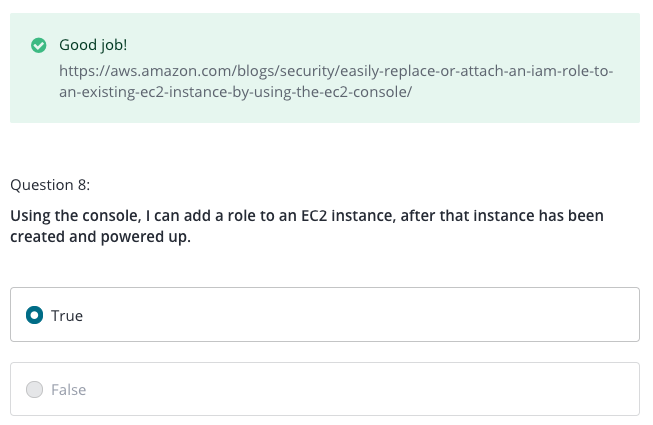 Good job!
https://aws.amazon.com/blogs/security/easily-replace-or-attach-an-iam-role-to-
an-existing-ec2-instance-by-using-the-ec2-console/
Question 8:
Using the console, I can add a role to an EC2 instance, after that instance has been
created and powered up.
True
False